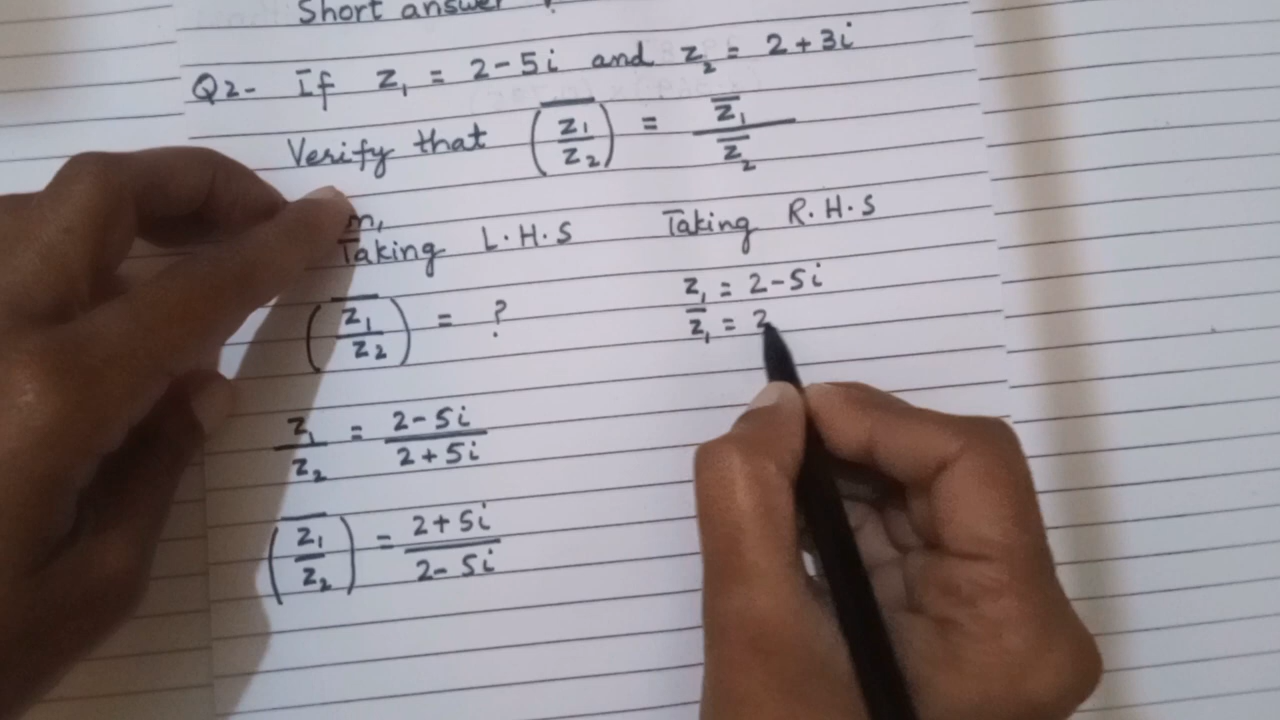 Short answer
Q2- If z₁ = 2-5i and z₂ = 2+3i
Verify that (z̅₁/z₂)‾ = z̅₁/z̅₂
m,
Taking L.H.S
(z₁/z₂)‾ = ?
z₁/z₂ = 2-5i/2+5i
(z₁/z₂)‾ = 2+5i/2-5i
Taking R.H.S
z₁ = 2-5i
z̅₁ = 2